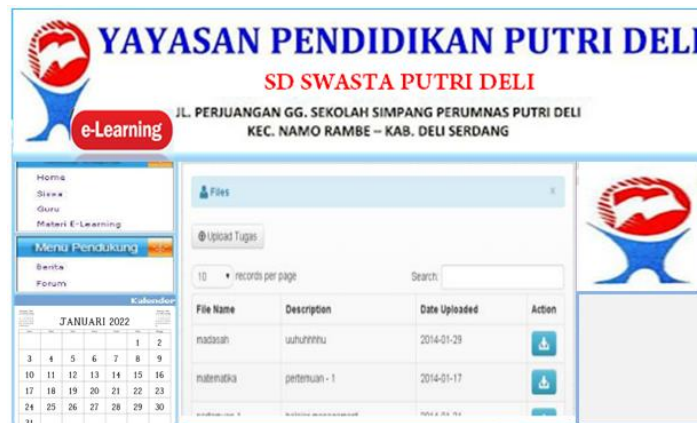 YAYASAN PENDIDIKAN PUTRI DELI
SD SWASTA PUTRI DELI
JL. PERJUANGAN GG. SEKOLAH SIMPANG PERUMNAS PUTRI DELI
KEC. NAMO RAMBE – KAB. DELI SERDANG
e-Learning
Home
Siswa
Guru
Materi E-Learning
Menu Pendukung
Berita
Forum
Kalender
JANUARI 2022
1 2
3 4 5 6 7 8 9
10 11 12 13 14 15 16
17 18 19 20 21 22 23
24 25 26 27 28 29 30
31
Files x
Upload Tugas
10 records per page Search:
File Name Description Date Uploaded Action
madasah uuhuhhhhu 2014-01-29
matematika pertemuan - 1 2014-01-17